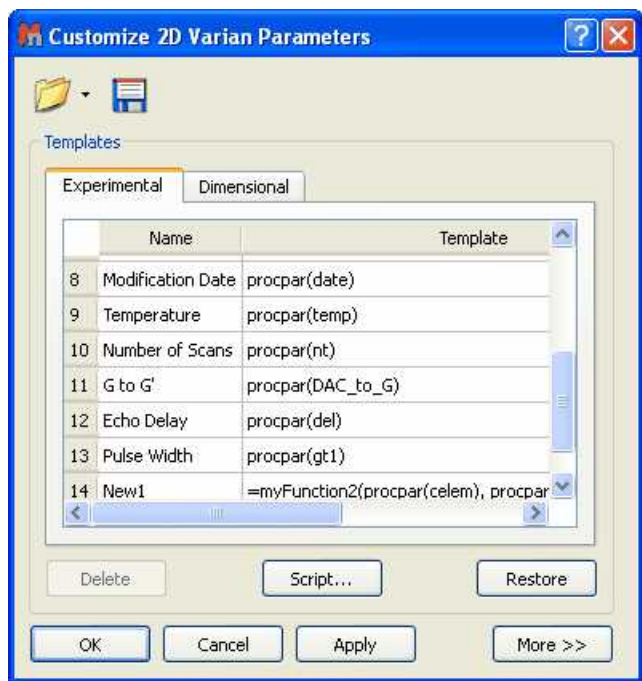 Customize 2D Varian Parameters
Templates
Experimental Dimensional
Name Template
8 Modification Date procpar(date)
9 Temperature procpar(temp)
10 Number of Scans procpar(nt)
11 G to G' procpar(DAC_to_G)
12 Echo Delay procpar(del)
13 Pulse Width procpar(gt1)
14 New1 =myFunction2(procpar(celem), procpar
Delete Script... Restore
OK Cancel Apply More >>